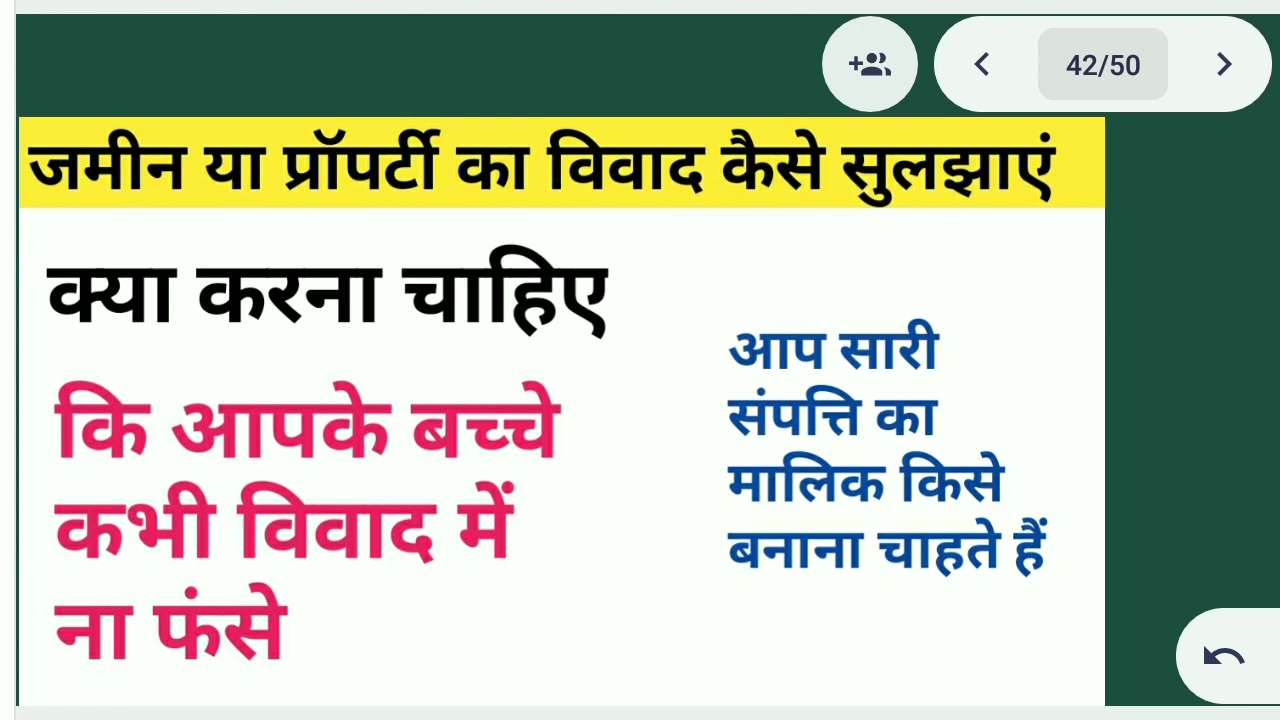 42/50
जमीन या प्रॉपर्टी का विवाद कैसे सुलझाएं
क्या करना चाहिए
कि आपके बच्चे
कभी विवाद में
ना फंसे
आप सारी
संपत्ति का
मालिक किसे
बनाना चाहते हैं